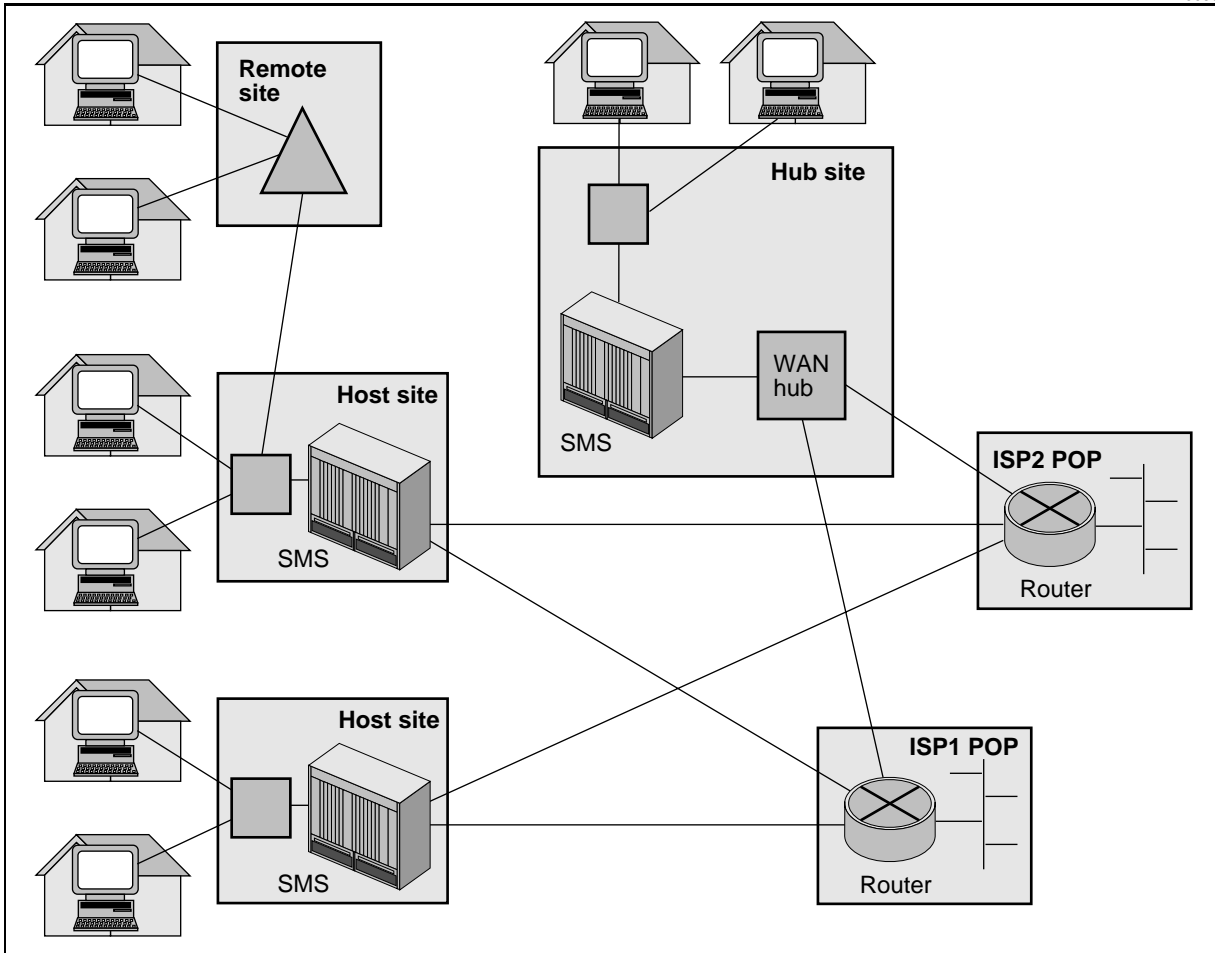 Remote
site
Hub site
WAN
hub
SMS
Host site
SMS
ISP2 POP
Router
Host site
SMS
ISP1 POP
Router